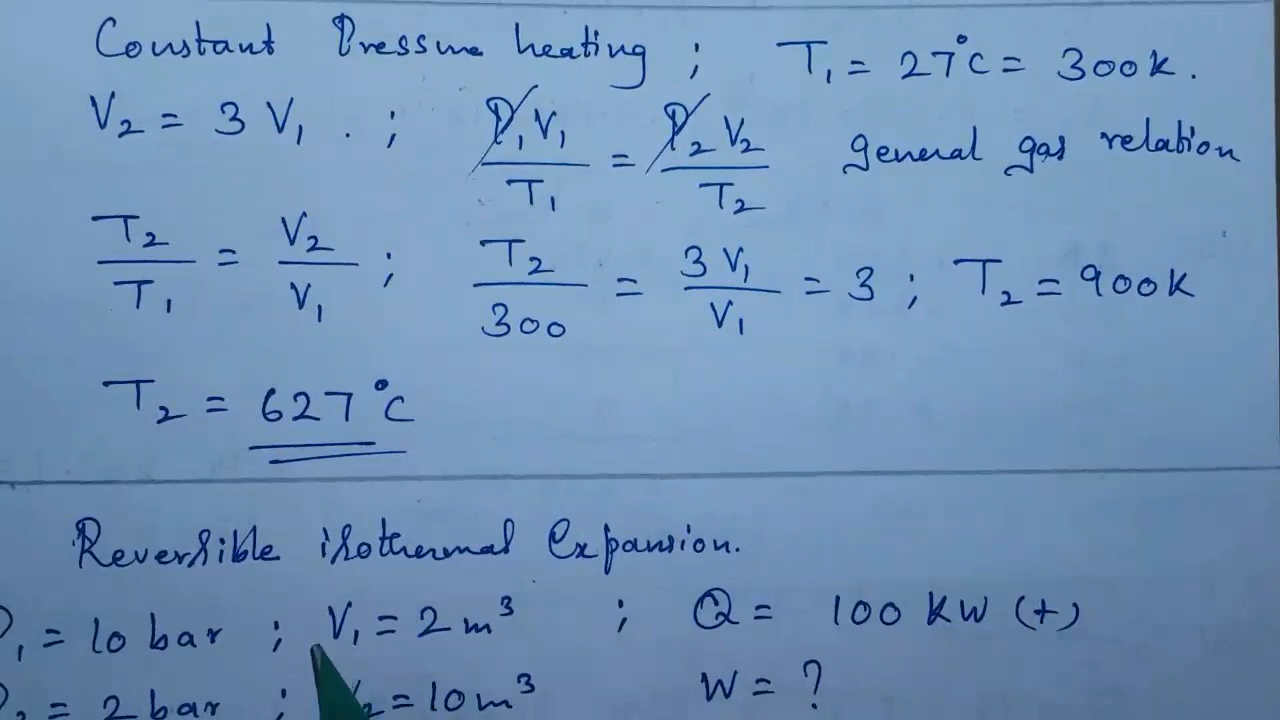 Constant Pressure heating ; T₁ = 27°C = 300K.
V₂ = 3 V₁ . ; P₁V₁/T₁ = P₂V₂/T₂ general gas relation
T₂/T₁ = V₂/V₁ ; T₂/300 = 3V₁/V₁ = 3 ; T₂ = 900K
T₂ = 627°C
Reversible isothermal Expansion.
P₁ = 10 bar ; V₁ = 2 m³ ; Q = 100 KW (+)
= 2 bar ; = 10 m³ W = ?